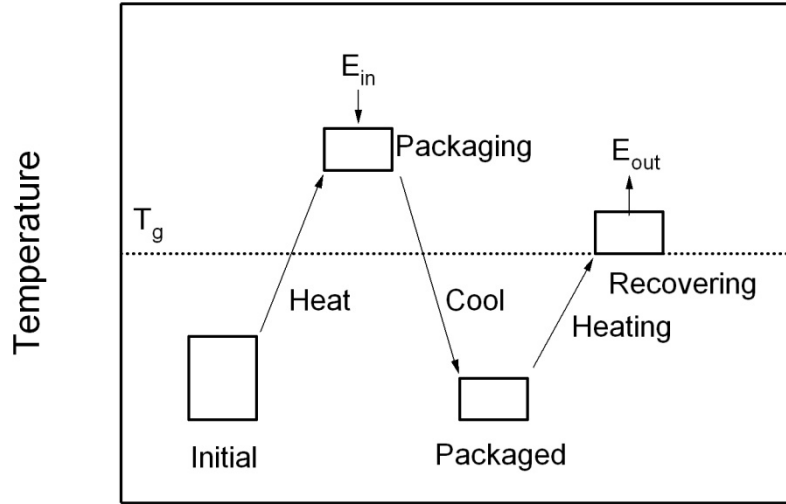 E_in
Packaging
E_out
T_g
Recovering
Heat
Cool
Heating
Temperature
Initial
Packaged